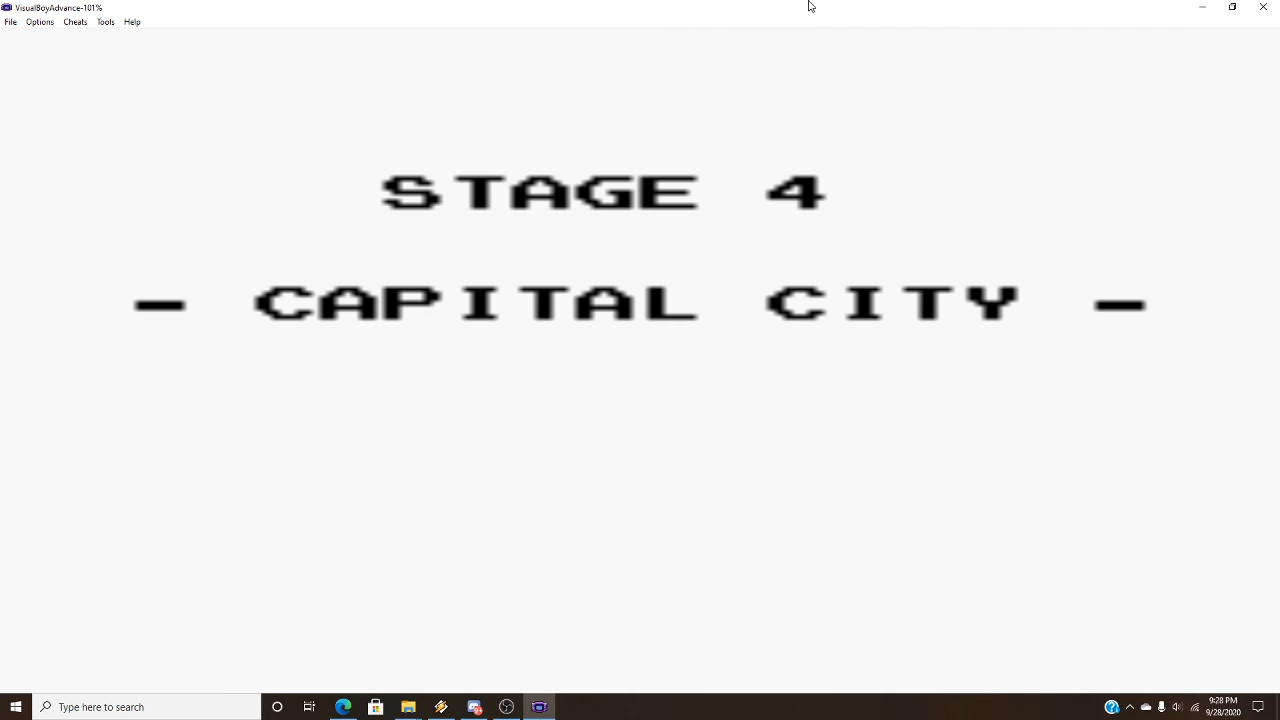 VisualBoyAdvance-101%
File Options Cheats Tools Help
STAGE 4
- CAPITAL CITY -
Type here to search
9:28 PM
9/28/2020